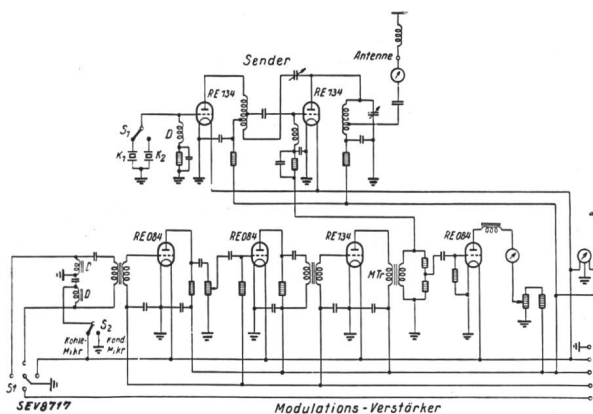 Antenne
Sender
RE 134
RE 134
S1
D
K1
K2
RE 084
RE 084
RE 134
RE 084
MTr
D
D
S2
Kohle-
Mikr
Kond.
Mikr
St
SEV8717
Modulations-Verstärker